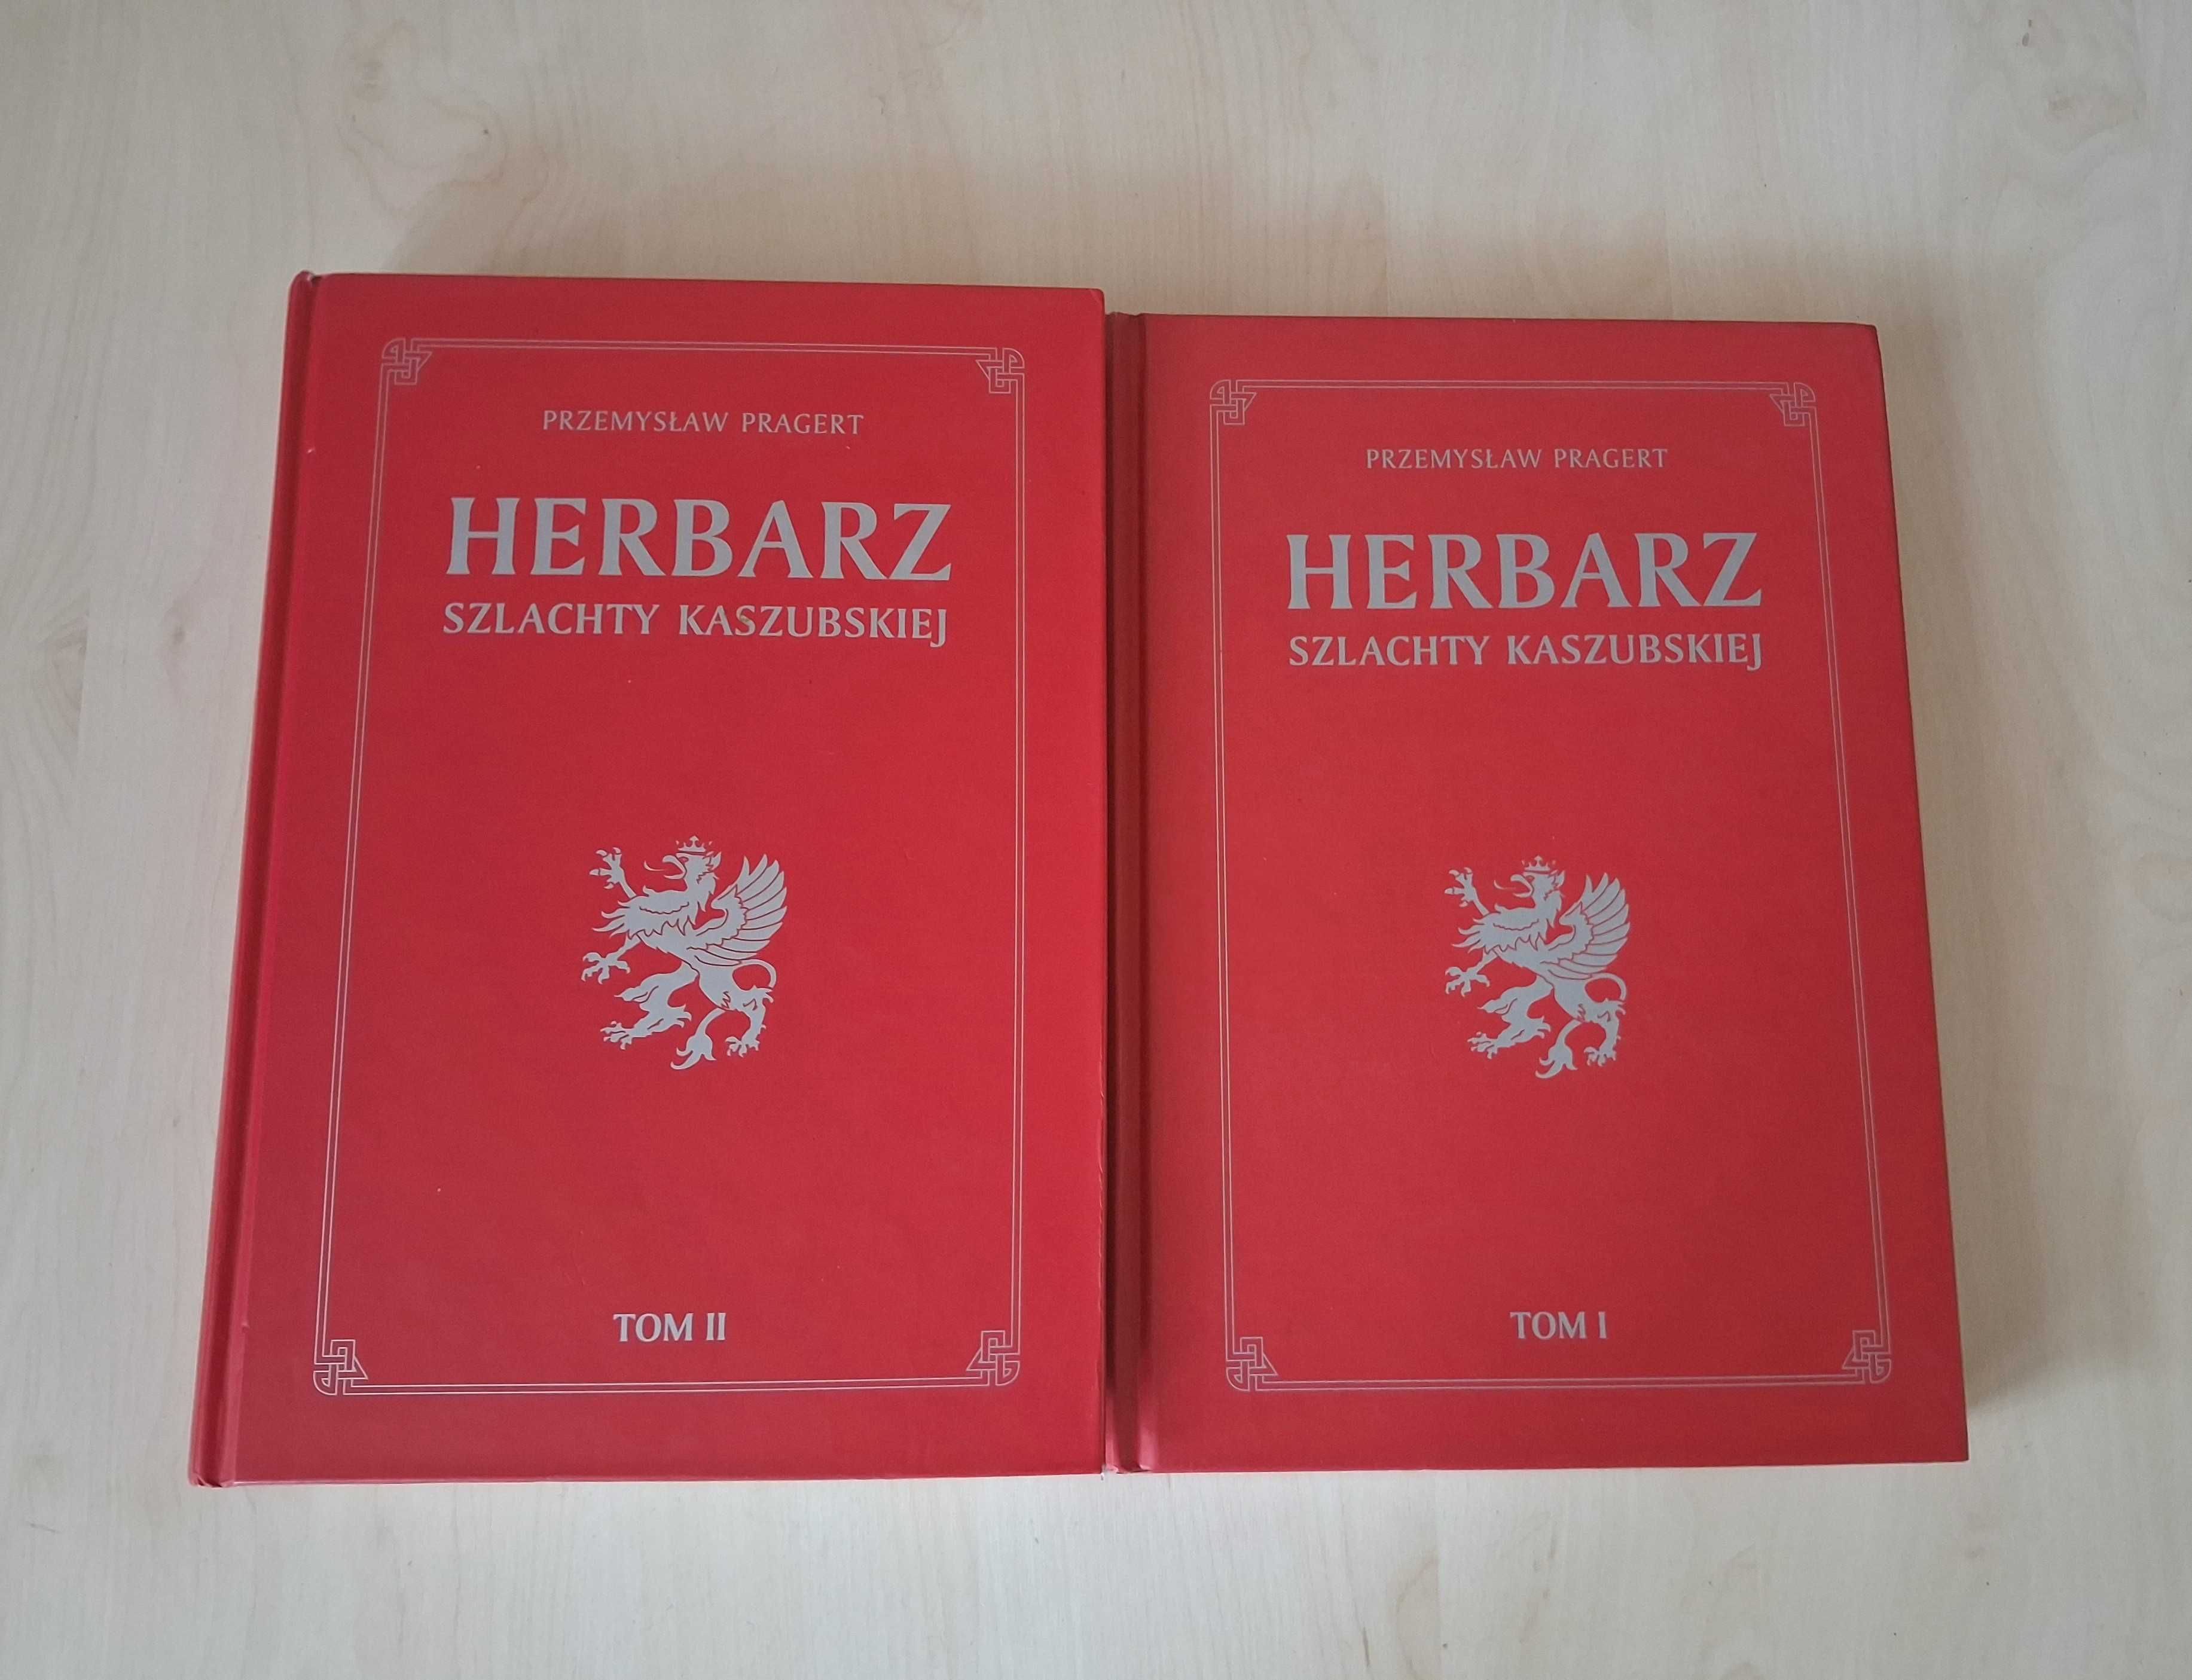 PRZEMYSŁAW PRAGERT
HERBARZ
SZLACHTY KASZUBSKIEJ
TOM II
PRZEMYSŁAW PRAGERT
HERBARZ
SZLACHTY KASZUBSKIEJ
TOM I